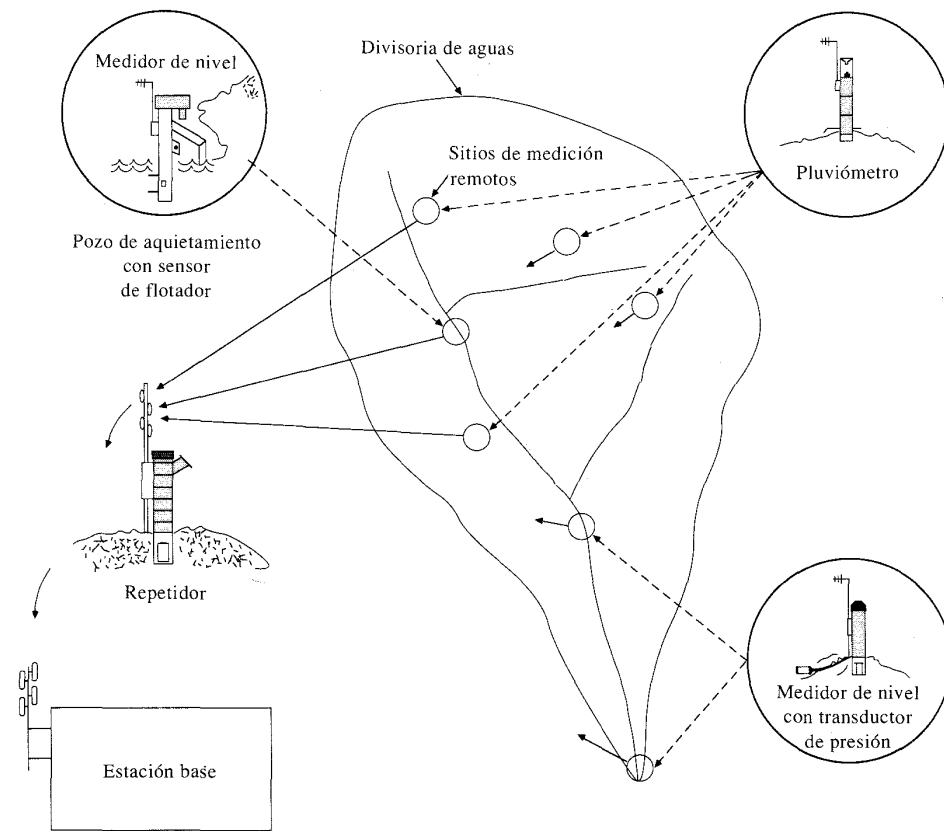 Medidor de nivel
Pozo de aquietamiento
con sensor
de flotador
Divisoria de aguas
Sitios de medición
remotos
Pluviómetro
Repetidor
Estación base
Medidor de nivel
con transductor
de presión